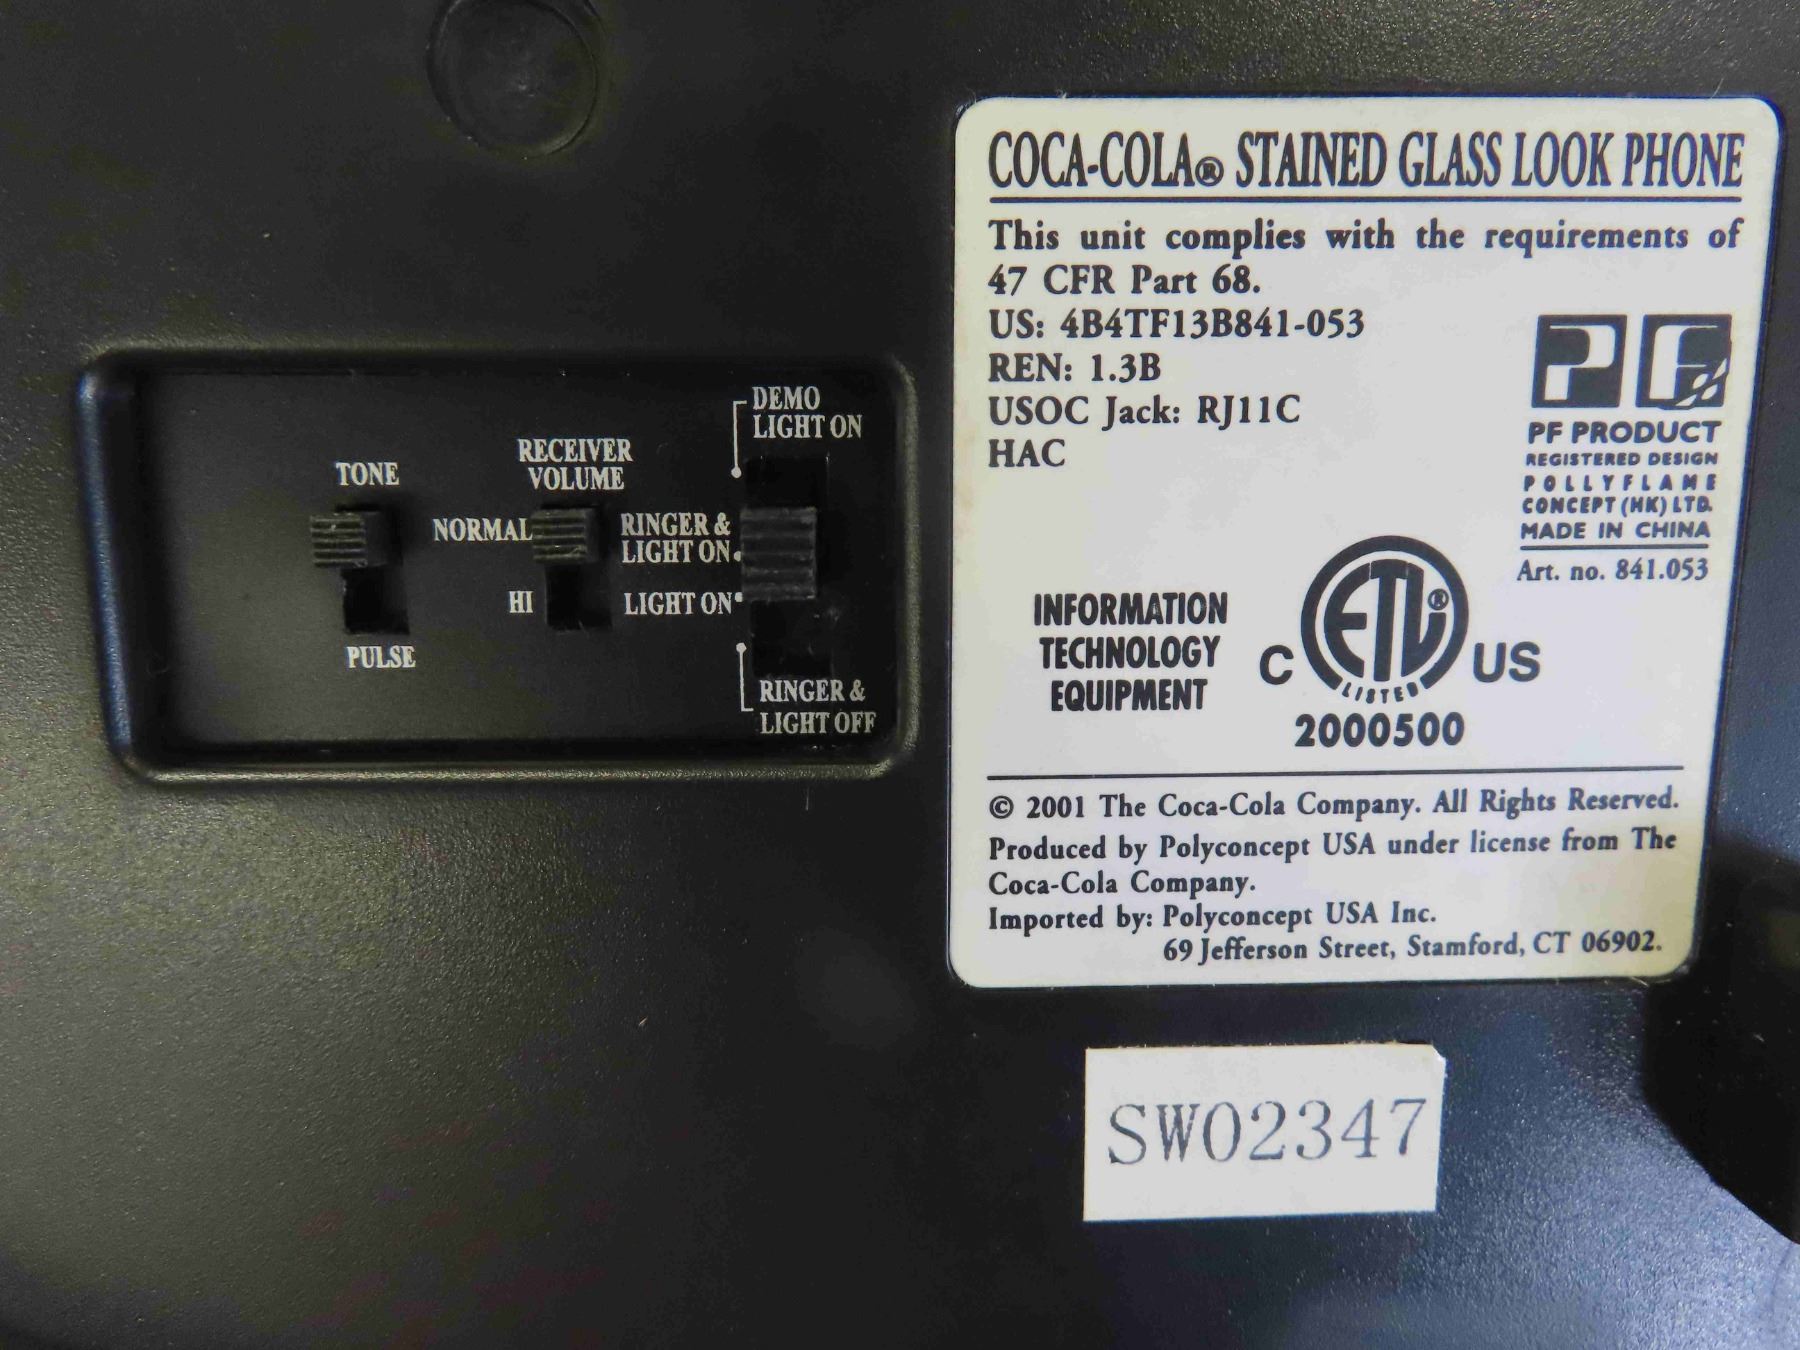 DEMO
LIGHT ON
TONE
RECEIVER
VOLUME
NORMAL
RINGER &
LIGHT ON
HI
LIGHT ON
PULSE
RINGER &
LIGHT OFF
COCA-COLA® STAINED GLASS LOOK PHONE
This unit complies with the requirements of
47 CFR Part 68.
US: 4B4TF13B841-053
REN: 1.3B
USOC Jack: RJ11C
HAC
PF
PF PRODUCT
REGISTERED DESIGN
POLLYFLAME
CONCEPT (HK) LTD.
MADE IN CHINA
Art. no. 841.053
INFORMATION
TECHNOLOGY
EQUIPMENT
C ETL® US
LISTED
2000500
© 2001 The Coca-Cola Company. All Rights Reserved.
Produced by Polyconcept USA under license from The
Coca-Cola Company.
Imported by: Polyconcept USA Inc.
69 Jefferson Street, Stamford, CT 06902.
SW02347